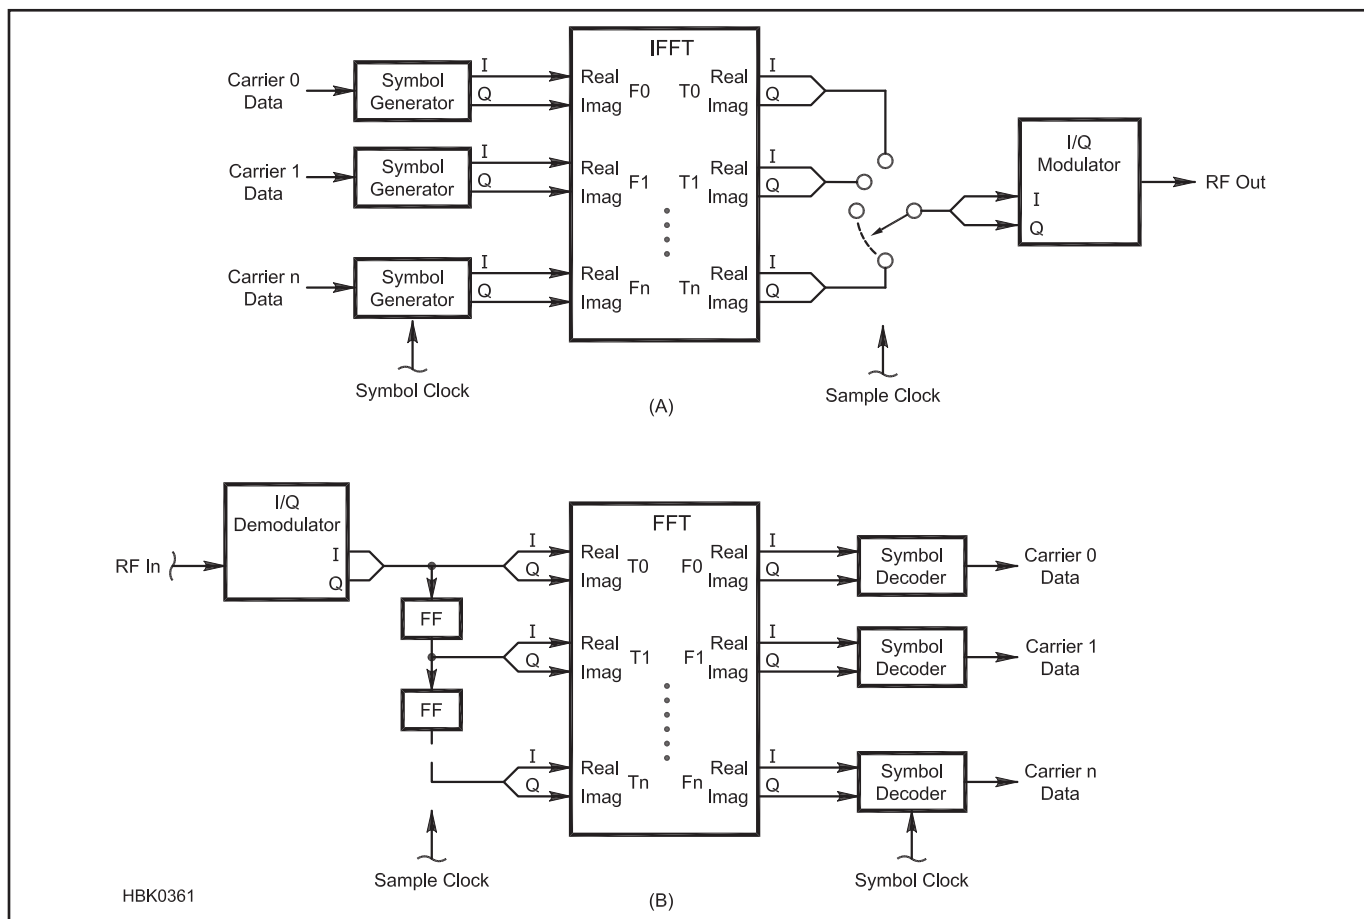 IFFT
Carrier 0
Data
Symbol
Generator
I
Q
Real
Imag
F0
T0
Real
Imag
I
Q
Carrier 1
Data
Symbol
Generator
I
Q
Real
Imag
F1
T1
Real
Imag
I
Q
I/Q
Modulator
I
Q
RF Out
Carrier n
Data
Symbol
Generator
I
Q
Real
Imag
Fn
Tn
Real
Imag
I
Q
Symbol Clock
Sample Clock
(A)
I/Q
Demodulator
I
Q
RF In
FFT
I
Q
Real
Imag
T0
F0
Real
Imag
I
Q
Symbol
Decoder
Carrier 0
Data
FF
I
Q
Real
Imag
T1
F1
Real
Imag
I
Q
Symbol
Decoder
Carrier 1
Data
FF
I
Q
Real
Imag
Tn
Fn
Real
Imag
I
Q
Symbol
Decoder
Carrier n
Data
Sample Clock
Symbol Clock
HBK0361
(B)